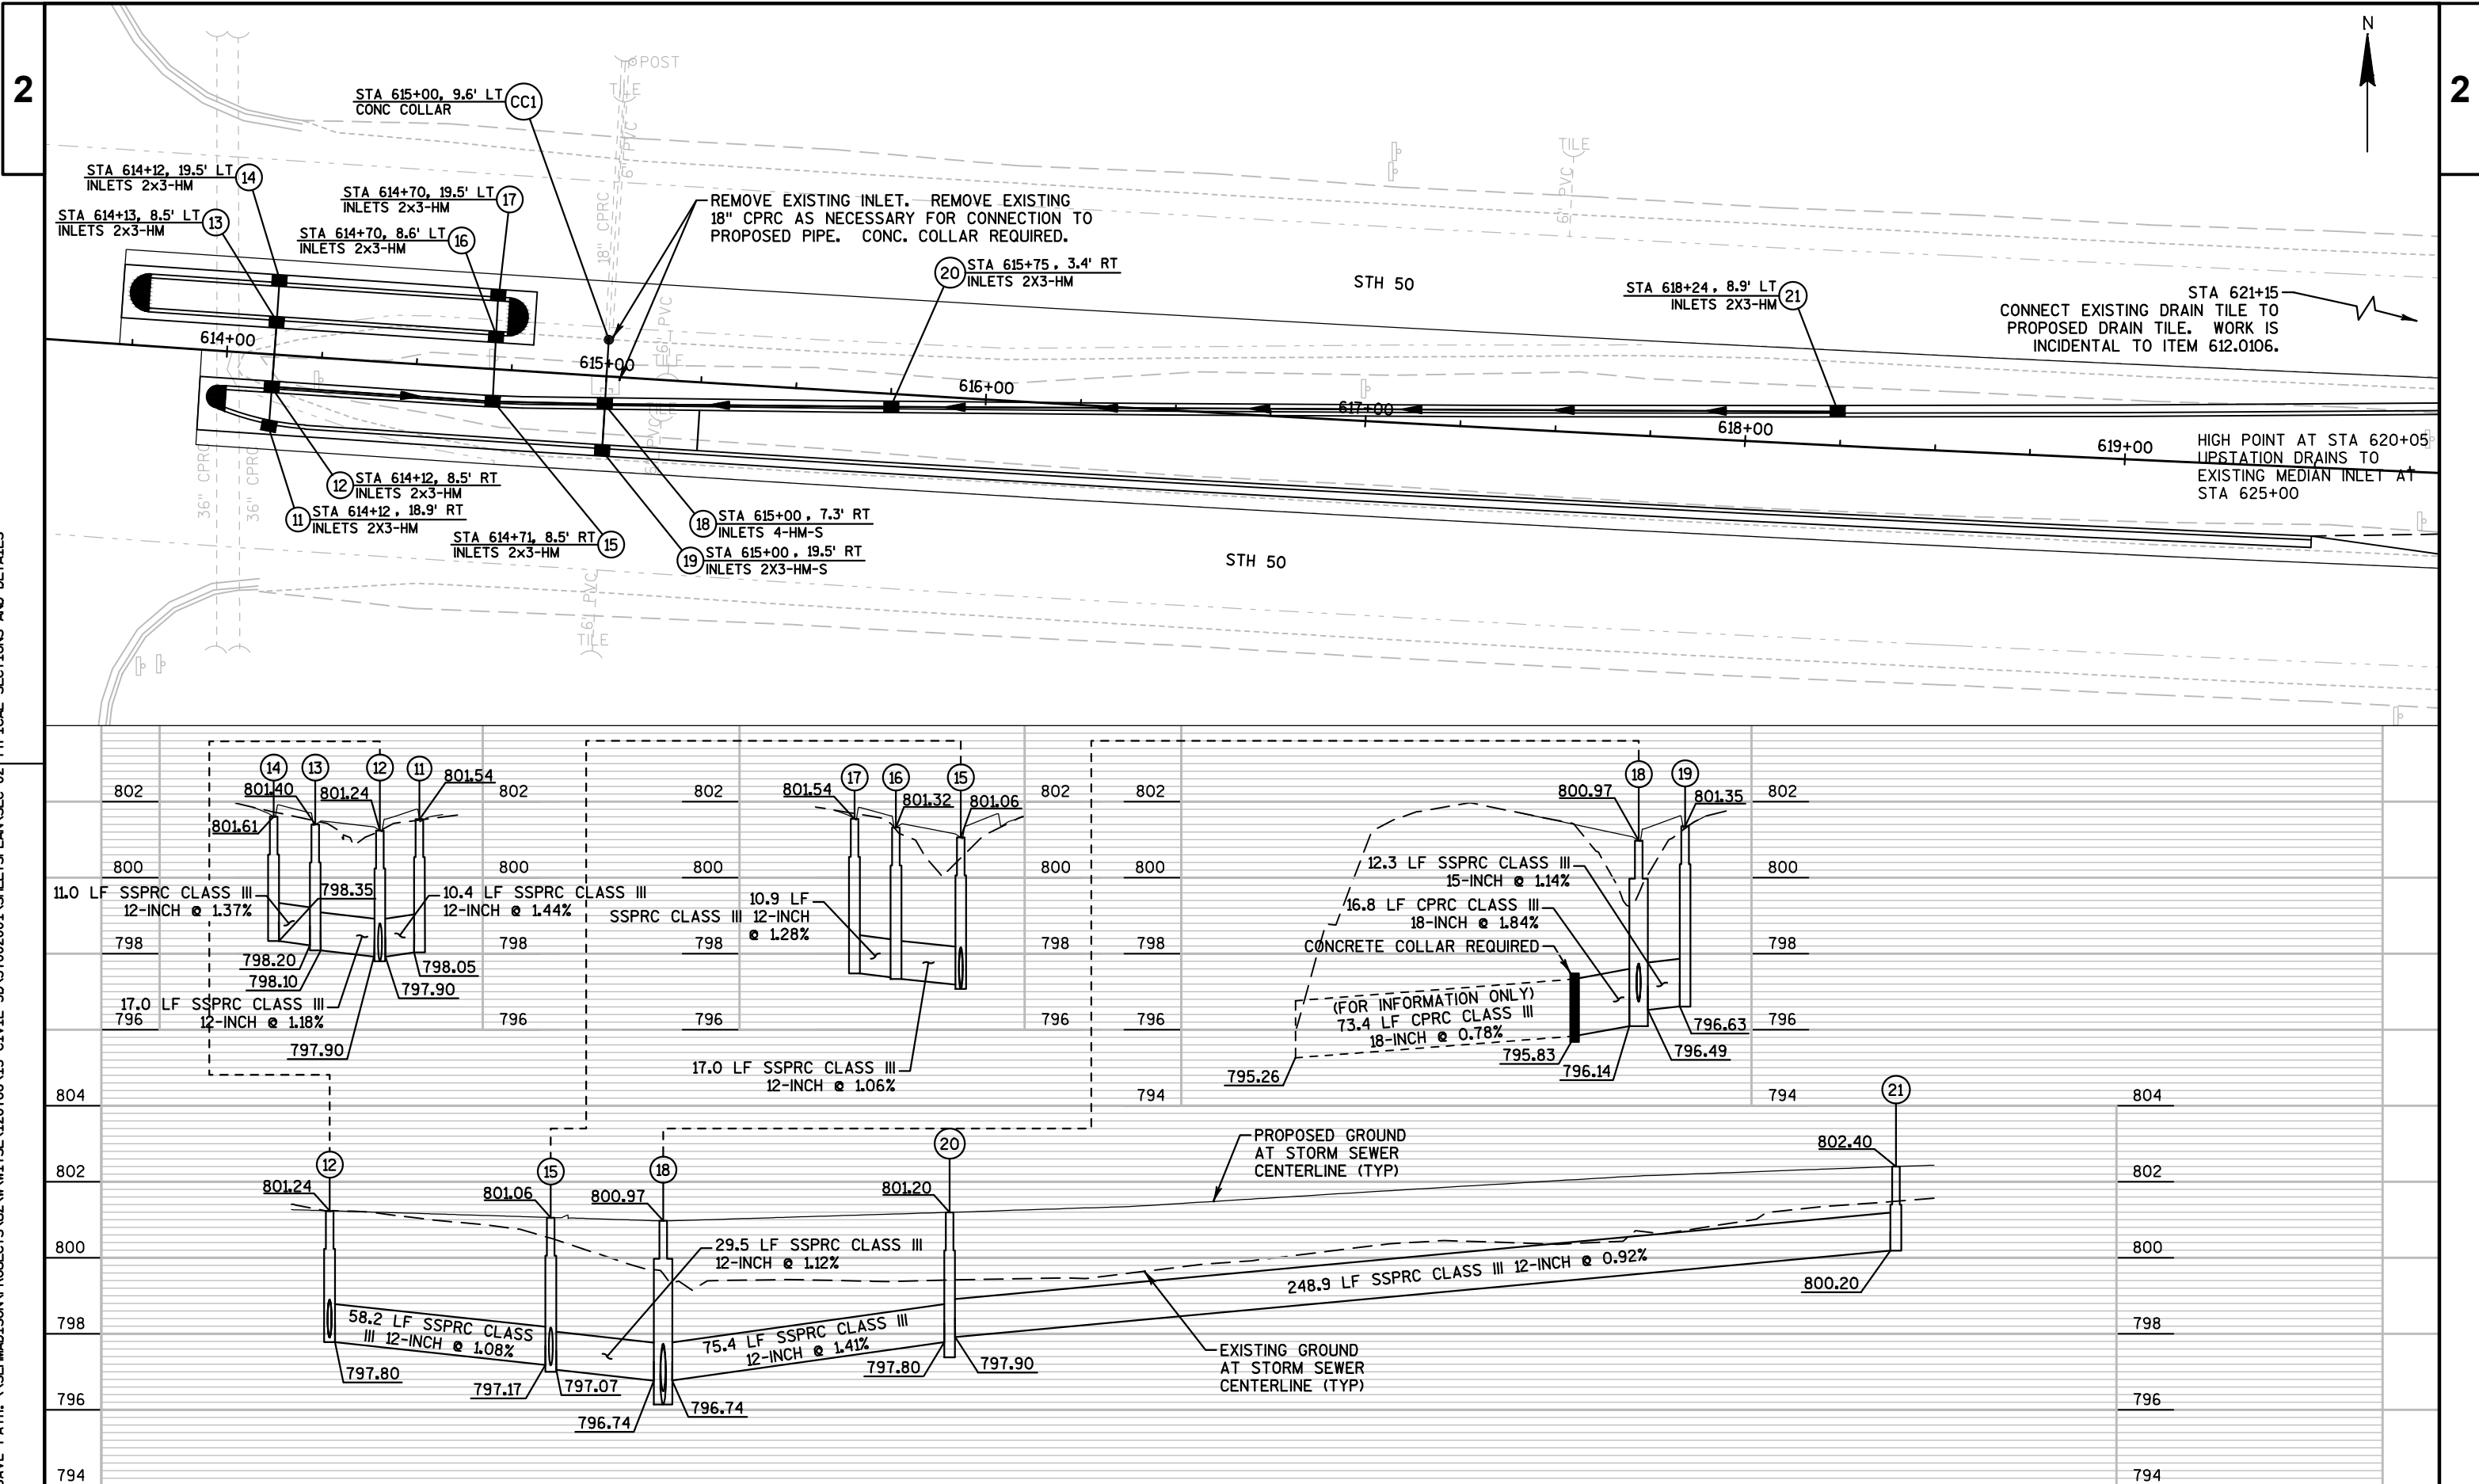 2
2
N
POST
TILE
6" PVC
18" CPRC
STA 615+00, 9.6' LT
CONC COLLAR
CC1
STA 614+12, 19.5' LT
INLETS 2x3-HM
14
STA 614+13, 8.5' LT
INLETS 2x3-HM
13
STA 614+70, 19.5' LT
INLETS 2x3-HM
17
STA 614+70, 8.6' LT
INLETS 2x3-HM
16
REMOVE EXISTING INLET. REMOVE EXISTING
18" CPRC AS NECESSARY FOR CONNECTION TO
PROPOSED PIPE. CONC. COLLAR REQUIRED.
TILE
6" PVC
20
STA 615+75, 3.4' RT
INLETS 2X3-HM
STH 50
STA 618+24, 8.9' LT
INLETS 2X3-HM
21
STA 621+15
CONNECT EXISTING DRAIN TILE TO
PROPOSED DRAIN TILE. WORK IS
INCIDENTAL TO ITEM 612.0106.
614+00
615+00
616+00
617+00
618+00
619+00
6" PVC
TILE
TILE
6" PVC
36" CPRC
36" CPRC
HIGH POINT AT STA 620+05
UPSTATION DRAINS TO
EXISTING MEDIAN INLET AT
STA 625+00
12
STA 614+12, 8.5' RT
INLETS 2x3-HM
11
STA 614+12, 18.9' RT
INLETS 2X3-HM
STA 614+71, 8.5' RT
INLETS 2x3-HM
15
18
STA 615+00, 7.3' RT
INLETS 4-HM-S
19
STA 615+00, 19.5' RT
INLETS 2X3-HM-S
STH 50
6" PVC
TILE
14
13
12
11
801.54
801.40
801.24
801.61
802
802
800
800
798
798
796
796
798.35
11.0 LF SSPRC CLASS III
12-INCH @ 1.37%
10.4 LF SSPRC CLASS III
12-INCH @ 1.44%
798.20
798.10
798.05
797.90
17.0 LF SSPRC CLASS III
12-INCH @ 1.18%
797.90
17
16
15
801.54
801.32
801.06
802
802
800
800
798
798
796
796
10.9 LF
SSPRC CLASS III 12-INCH
@ 1.28%
17.0 LF SSPRC CLASS III
12-INCH @ 1.06%
18
19
800.97
801.35
802
802
800
800
798
798
796
796
794
794
12.3 LF SSPRC CLASS III
15-INCH @ 1.14%
16.8 LF CPRC CLASS III
18-INCH @ 1.84%
CONCRETE COLLAR REQUIRED
(FOR INFORMATION ONLY)
73.4 LF CPRC CLASS III
18-INCH @ 0.78%
795.26
795.83
796.14
796.49
796.63
804
804
802
802
800
800
798
798
796
796
794
794
12
15
18
20
21
801.24
801.06
800.97
801.20
802.40
PROPOSED GROUND
AT STORM SEWER
CENTERLINE (TYP)
29.5 LF SSPRC CLASS III
12-INCH @ 1.12%
58.2 LF SSPRC CLASS
III 12-INCH @ 1.08%
75.4 LF SSPRC CLASS III
12-INCH @ 1.41%
248.9 LF SSPRC CLASS III 12-INCH @ 0.92%
800.20
797.80
797.17
797.07
796.74
796.74
797.80
797.90
EXISTING GROUND
AT STORM SEWER
CENTERLINE (TYP)